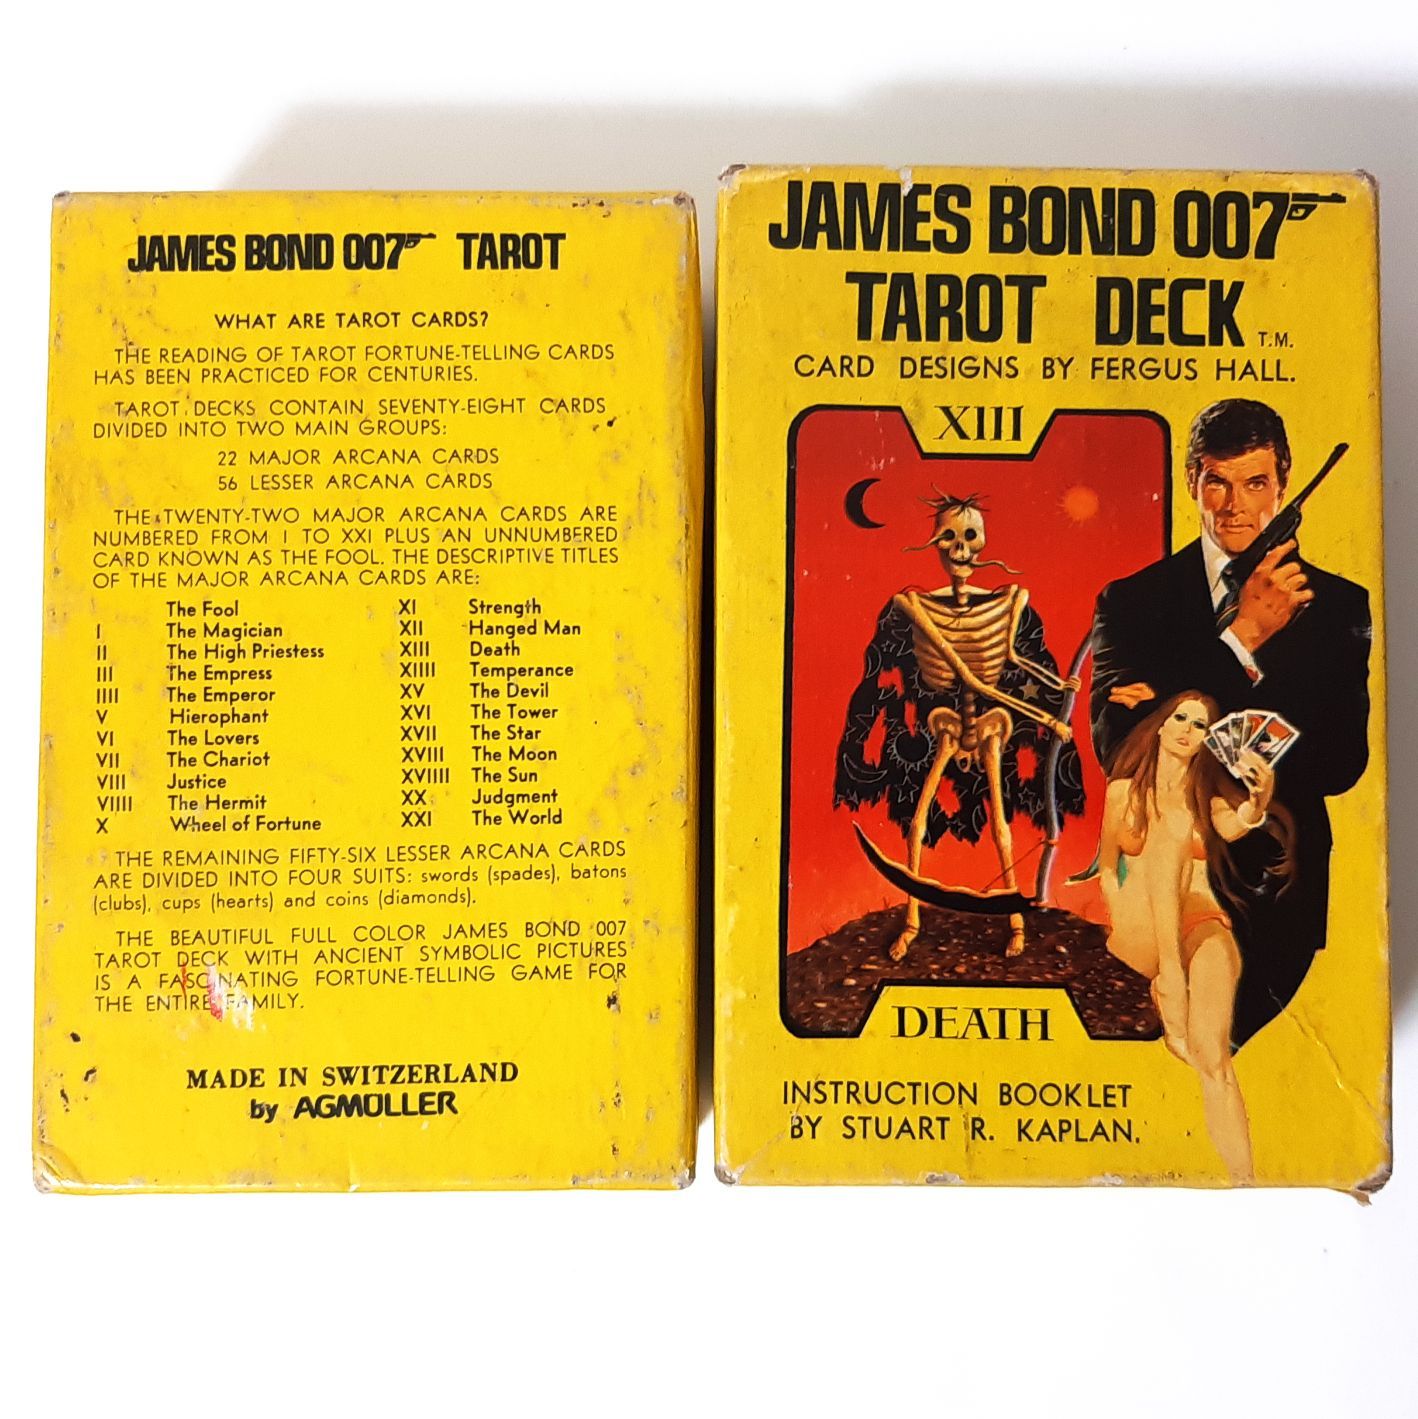 JAMES BOND 007 TAROT
WHAT ARE TAROT CARDS?
THE READING OF TAROT FORTUNE-TELLING CARDS
HAS BEEN PRACTICED FOR CENTURIES.
TAROT DECKS CONTAIN SEVENTY-EIGHT CARDS
DIVIDED INTO TWO MAIN GROUPS:
22 MAJOR ARCANA CARDS
56 LESSER ARCANA CARDS
THE TWENTY-TWO MAJOR ARCANA CARDS ARE
NUMBERED FROM I TO XXI PLUS AN UNNUMBERED
CARD KNOWN AS THE FOOL. THE DESCRIPTIVE TITLES
OF THE MAJOR ARCANA CARDS ARE:
The Fool
I The Magician
II The High Priestess
III The Empress
IIII The Emperor
V Hierophant
VI The Lovers
VII The Chariot
VIII Justice
VIIII The Hermit
X Wheel of Fortune
XI Strength
XII Hanged Man
XIII Death
XIIII Temperance
XV The Devil
XVI The Tower
XVII The Star
XVIII The Moon
XVIIII The Sun
XX Judgment
XXI The World
THE REMAINING FIFTY-SIX LESSER ARCANA CARDS
ARE DIVIDED INTO FOUR SUITS: swords (spades), batons
(clubs), cups (hearts) and coins (diamonds).
THE BEAUTIFUL FULL COLOR JAMES BOND 007
TAROT DECK WITH ANCIENT SYMBOLIC PICTURES
IS A FASCINATING FORTUNE-TELLING GAME FOR
THE ENTIRE FAMILY.
MADE IN SWITZERLAND
by AGMÜLLER
JAMES BOND 007
TAROT DECK T.M.
CARD DESIGNS BY FERGUS HALL.
XIII
DEATH
INSTRUCTION BOOKLET
BY STUART R. KAPLAN.